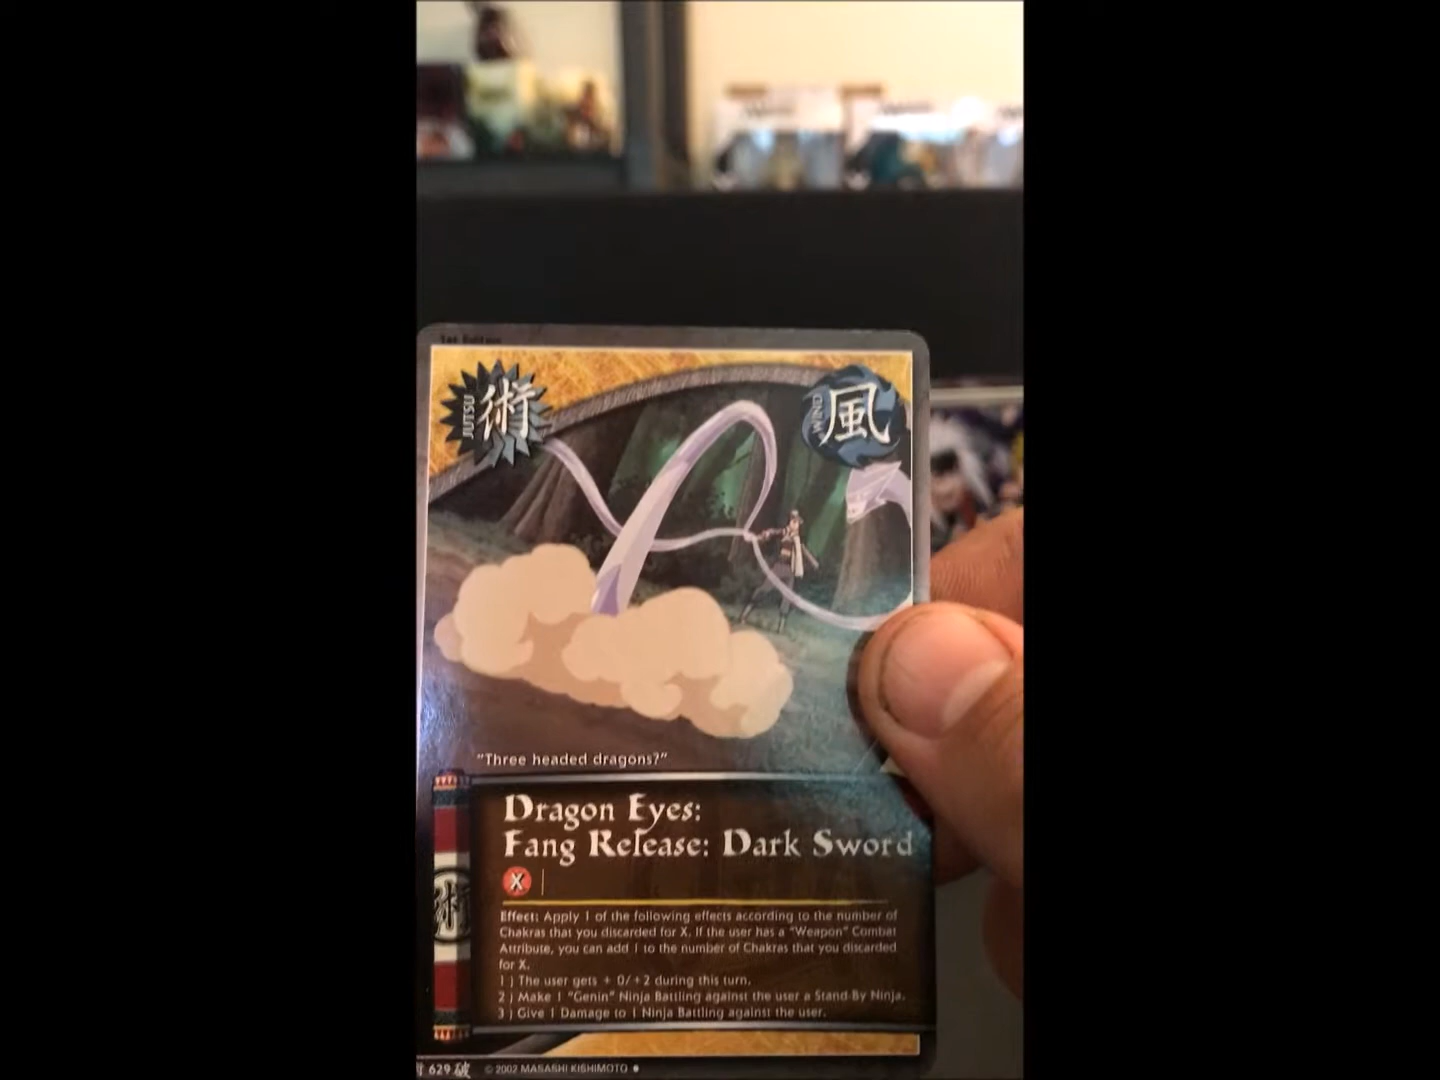 1st Edition
JUTSU
術
WIND
風
"Three headed dragons?"
Dragon Eyes:
Fang Release: Dark Sword
X
術
Effect: Apply 1 of the following effects according to the number of
Chakras that you discarded for X. If the user has a "Weapon" Combat
Attribute, you can add 1 to the number of Chakras that you discarded
for X.
1 ) The user gets + 0/+2 during this turn.
2 ) Make 1 "Genin" Ninja Battling against the user a Stand-By Ninja.
3 ) Give 1 Damage to 1 Ninja Battling against the user.
629 破 © 2002 MASASHI KISHIMOTO